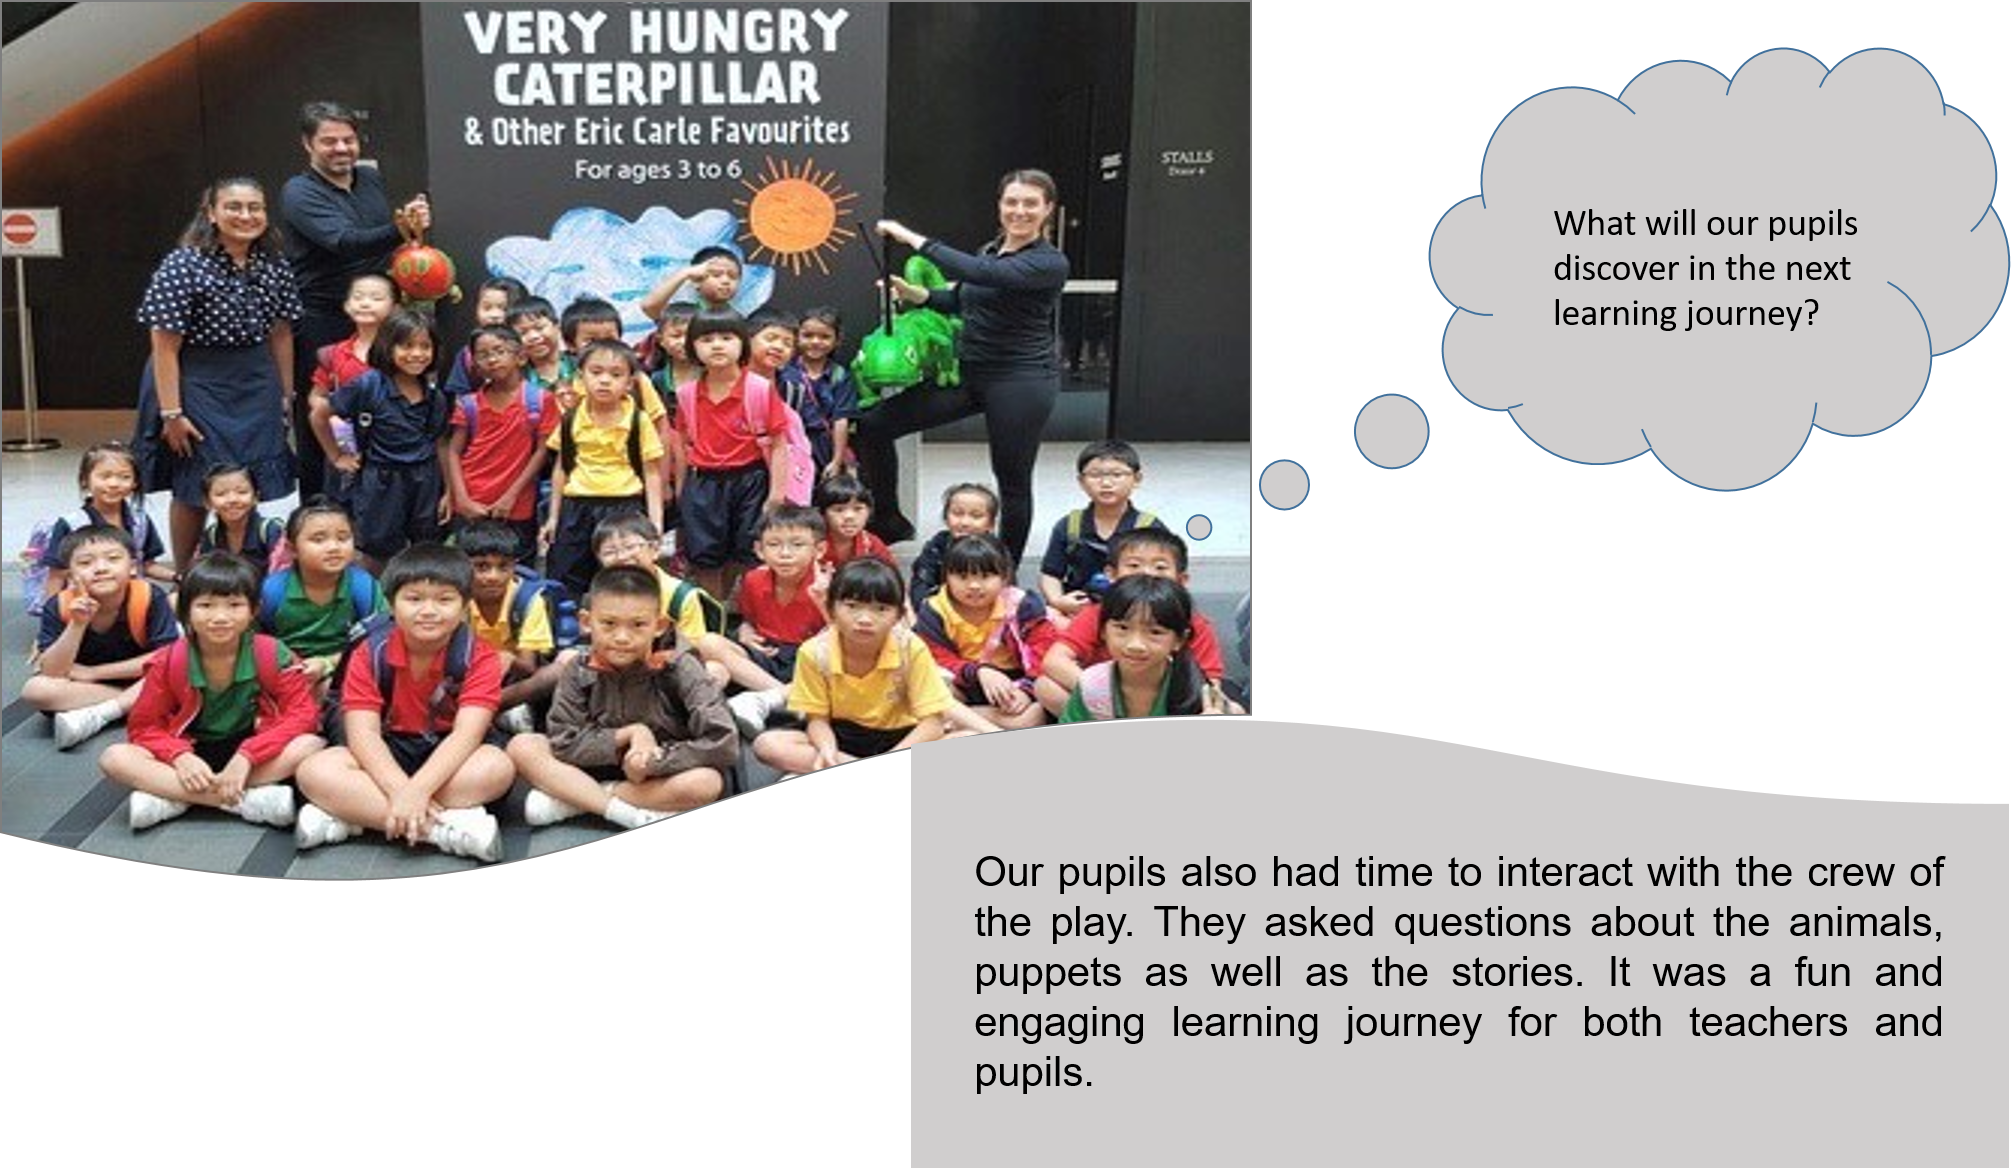 VERY HUNGRY
CATERPILLAR
& Other Eric Carle Favourites
For ages 3 to 6
STALLS
What will our pupils
discover in the next
learning journey?
Our pupils also had time to interact with the crew of
the play. They asked questions about the animals,
puppets as well as the stories. It was a fun and
engaging learning journey for both teachers and
pupils.